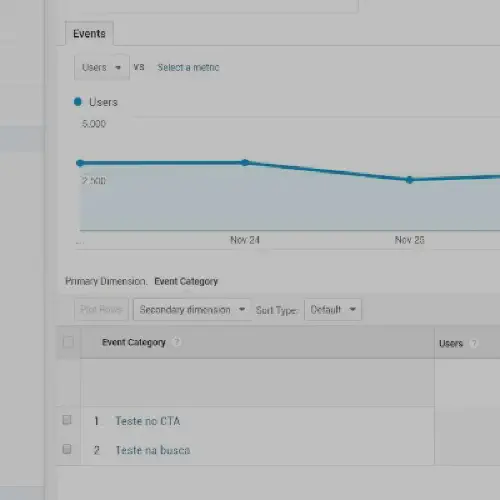 Events
Users VS Select a metric
Users
5,000
2,500
... Nov 24 Nov 25
Primary Dimension: Event Category
Plot Rows Secondary dimension Sort Type: Default
Event Category ? Users ?
1 Teste no CTA
2 Teste na busca